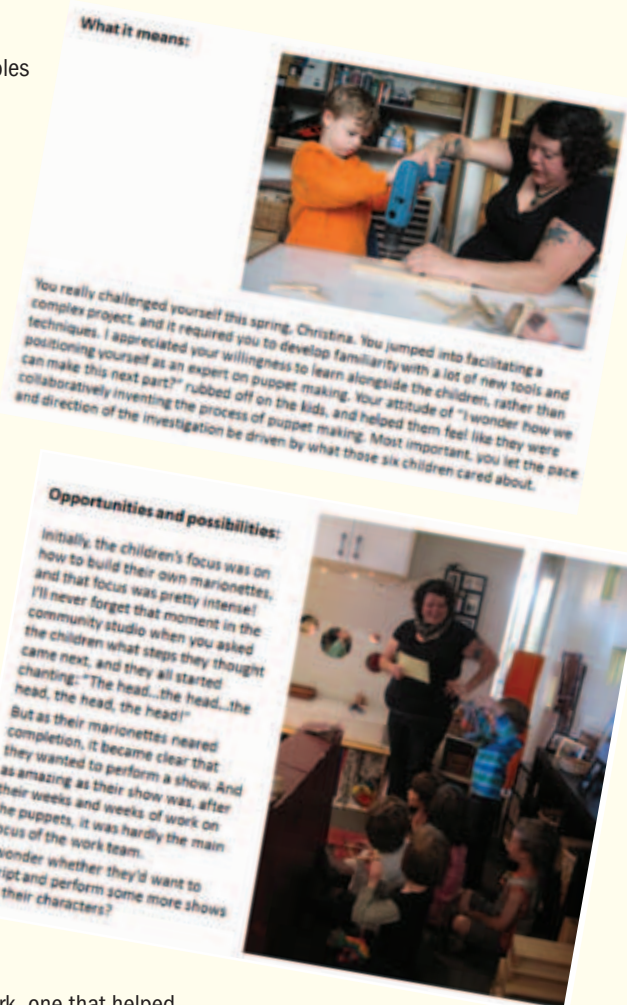 oles
What it means:
You really challenged yourself this spring, Christina. You jumped into facilitating a
complex project, and it required you to develop familiarity with a lot of new tools and
techniques. I appreciated your willingness to learn alongside the children, rather than
positioning yourself as an expert on puppet making. Your attitude of "I wonder how we
can make this next part?" rubbed off on the kids, and helped them feel like they were
collaboratively inventing the process of puppet making. Most important, you let the pace
and direction of the investigation be driven by what those six children cared about.
Opportunities and possibilities:
Initially, the children's focus was on
how to build their own marionettes,
and that focus was pretty intense!
I'll never forget that moment in the
community studio when you asked
the children what steps they thought
came next, and they all started
chanting: "The head...the head...the
head, the head, the head!"
But as their marionettes neared
completion, it became clear that
they wanted to perform a show. And
as amazing as their show was, after
their weeks and weeks of work on
he puppets, it was hardly the main
ocus of the work team.
wonder whether they'd want to
ript and perform some more shows
their characters?
rk, one that helped